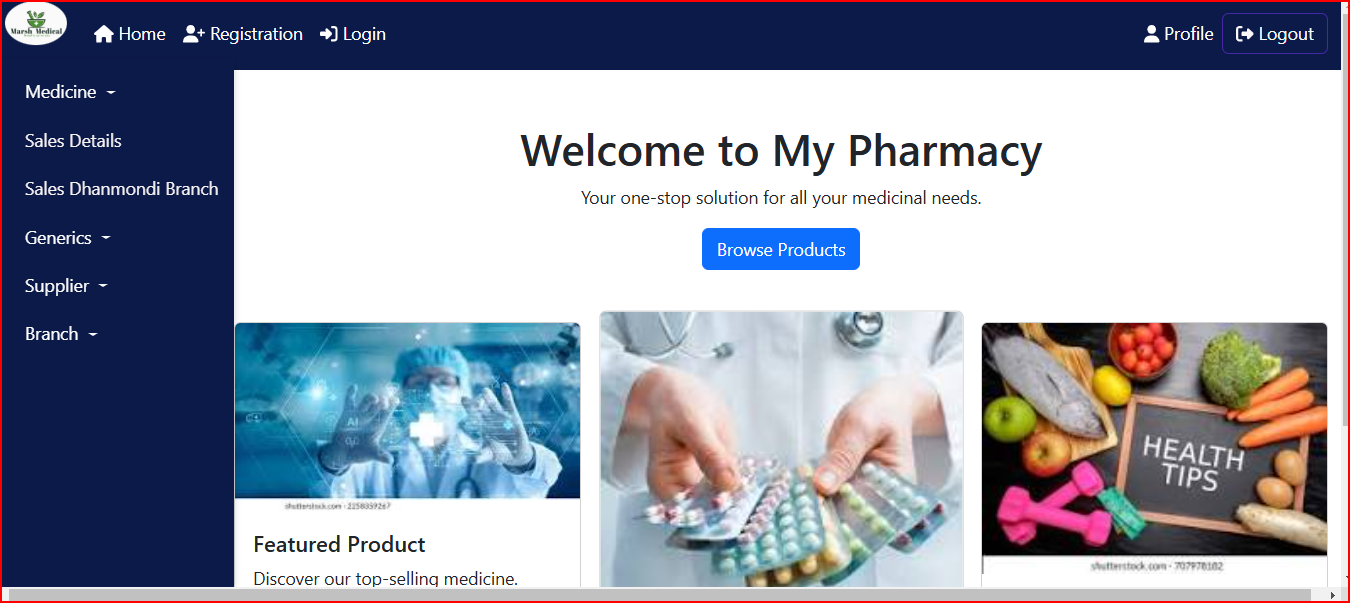 Marsh Medical
Home
Registration
Login
Profile
Logout
Medicine
Sales Details
Sales Dhanmondi Branch
Generics
Supplier
Branch
Welcome to My Pharmacy
Your one-stop solution for all your medicinal needs.
Browse Products
AI
HEALTH
TIPS
shutterstock.com · 2258359267
shutterstock.com · 707978182
Featured Product
Discover our top-selling medicine.